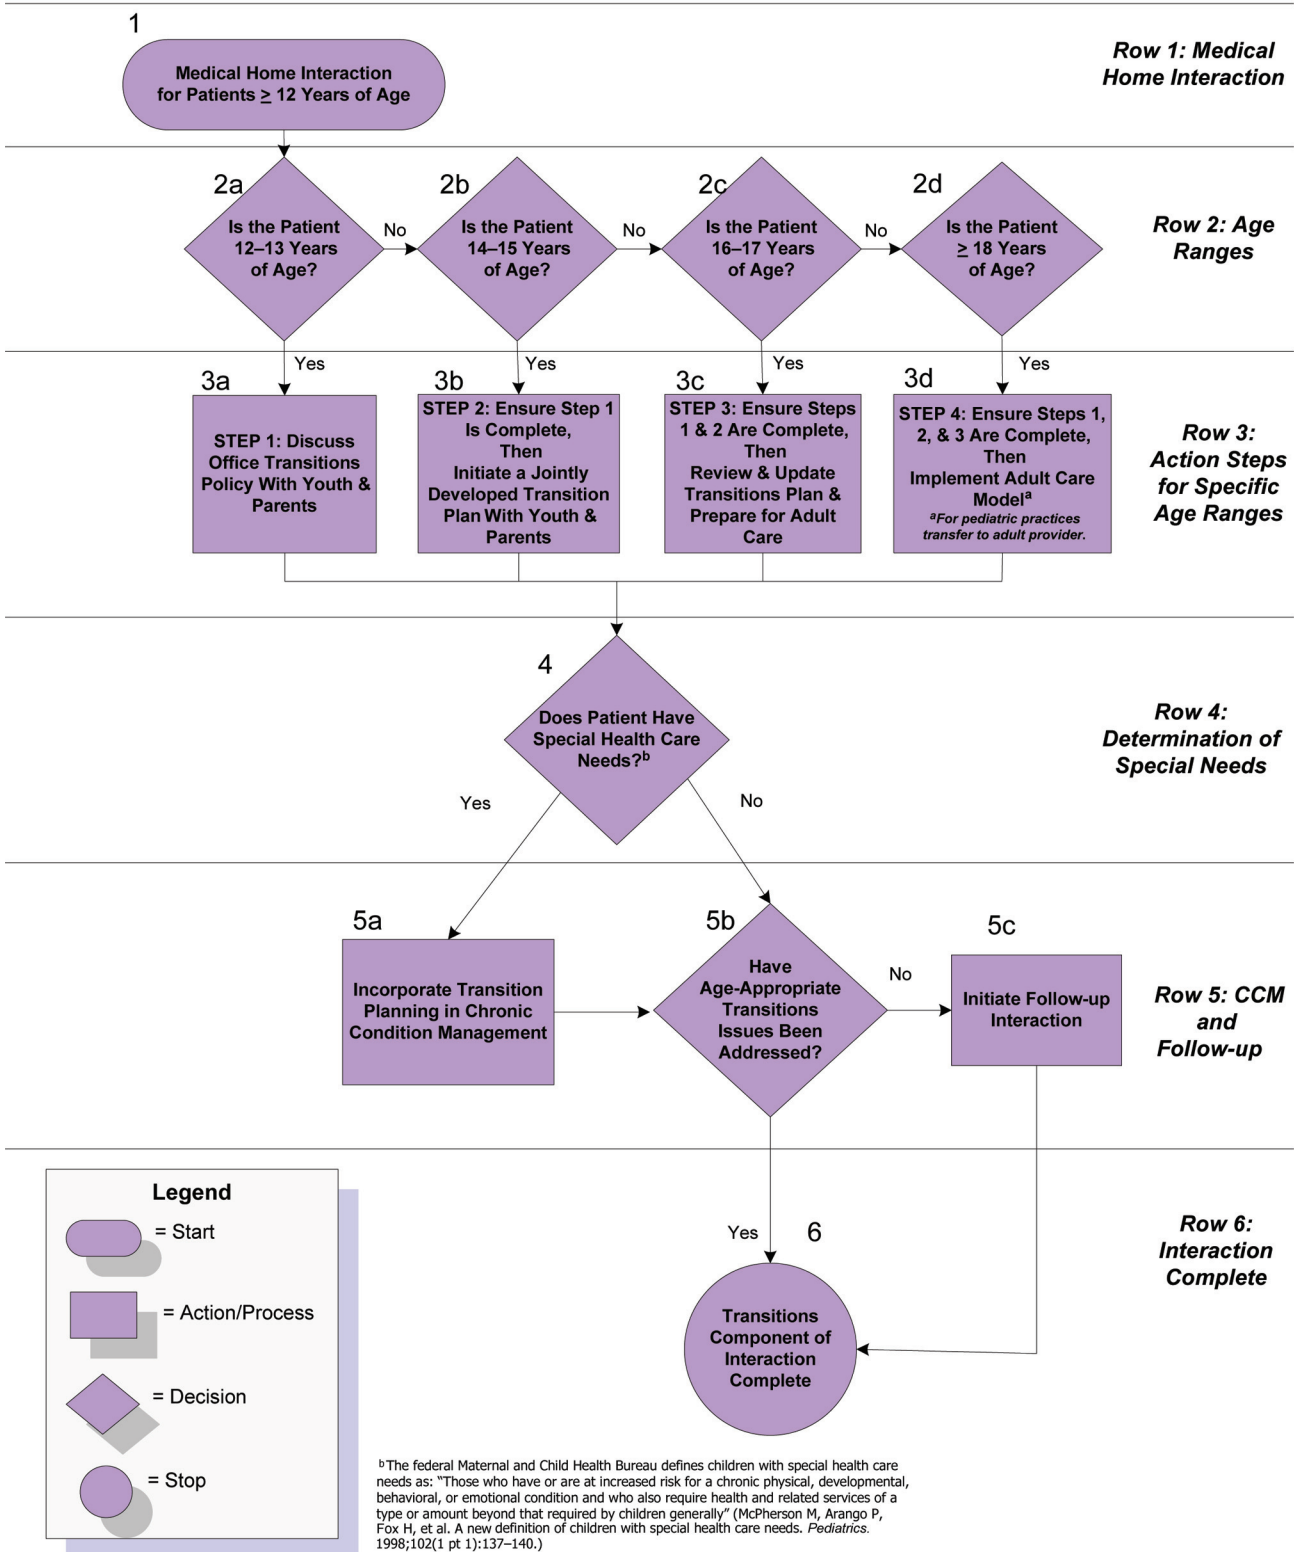 1
Medical Home Interaction
for Patients ≥ 12 Years of Age
Row 1: Medical
Home Interaction
2a
Is the Patient
12–13 Years
of Age?
No
2b
Is the Patient
14–15 Years
of Age?
No
2c
Is the Patient
16–17 Years
of Age?
No
2d
Is the Patient
≥ 18 Years
of Age?
Row 2: Age
Ranges
Yes
Yes
Yes
Yes
3a
STEP 1: Discuss
Office Transitions
Policy With Youth &
Parents
3b
STEP 2: Ensure Step 1
Is Complete,
Then
Initiate a Jointly
Developed Transition
Plan With Youth &
Parents
3c
STEP 3: Ensure Steps
1 & 2 Are Complete,
Then
Review & Update
Transitions Plan &
Prepare for Adult
Care
3d
STEP 4: Ensure Steps 1,
2, & 3 Are Complete,
Then
Implement Adult Care
Modelᵃ
ᵃFor pediatric practices
transfer to adult provider.
Row 3:
Action Steps
for Specific
Age Ranges
4
Does Patient Have
Special Health Care
Needs?ᵇ
Yes
No
Row 4:
Determination of
Special Needs
5a
Incorporate Transition
Planning in Chronic
Condition Management
5b
Have
Age-Appropriate
Transitions
Issues Been
Addressed?
No
5c
Initiate Follow-up
Interaction
Row 5: CCM
and
Follow-up
Yes
6
Transitions
Component of
Interaction
Complete
Row 6:
Interaction
Complete
Legend
= Start
= Action/Process
= Decision
= Stop
ᵇThe federal Maternal and Child Health Bureau defines children with special health care
needs as: “Those who have or are at increased risk for a chronic physical, developmental,
behavioral, or emotional condition and who also require health and related services of a
type or amount beyond that required by children generally” (McPherson M, Arango P,
Fox H, et al. A new definition of children with special health care needs. Pediatrics.
1998;102(1 pt 1):137–140.)